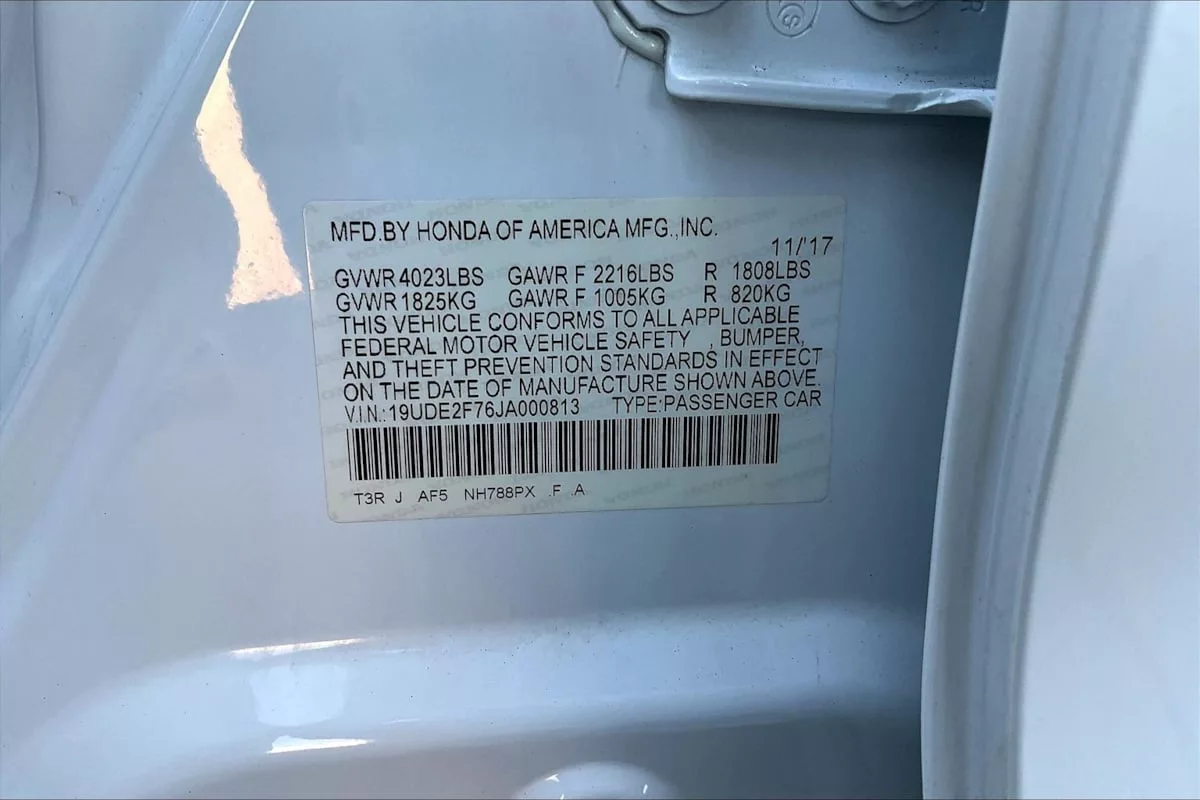 MFD.BY HONDA OF AMERICA MFG.,INC.
11/'17
GVWR 4023LBS GAWR F 2216LBS R 1808LBS
GVWR 1825KG GAWR F 1005KG R 820KG
THIS VEHICLE CONFORMS TO ALL APPLICABLE
FEDERAL MOTOR VEHICLE SAFETY , BUMPER,
AND THEFT PREVENTION STANDARDS IN EFFECT
ON THE DATE OF MANUFACTURE SHOWN ABOVE.
V.I.N.:19UDE2F76JA000813 TYPE:PASSENGER CAR
T3R J AF5 NH788PX .F .A